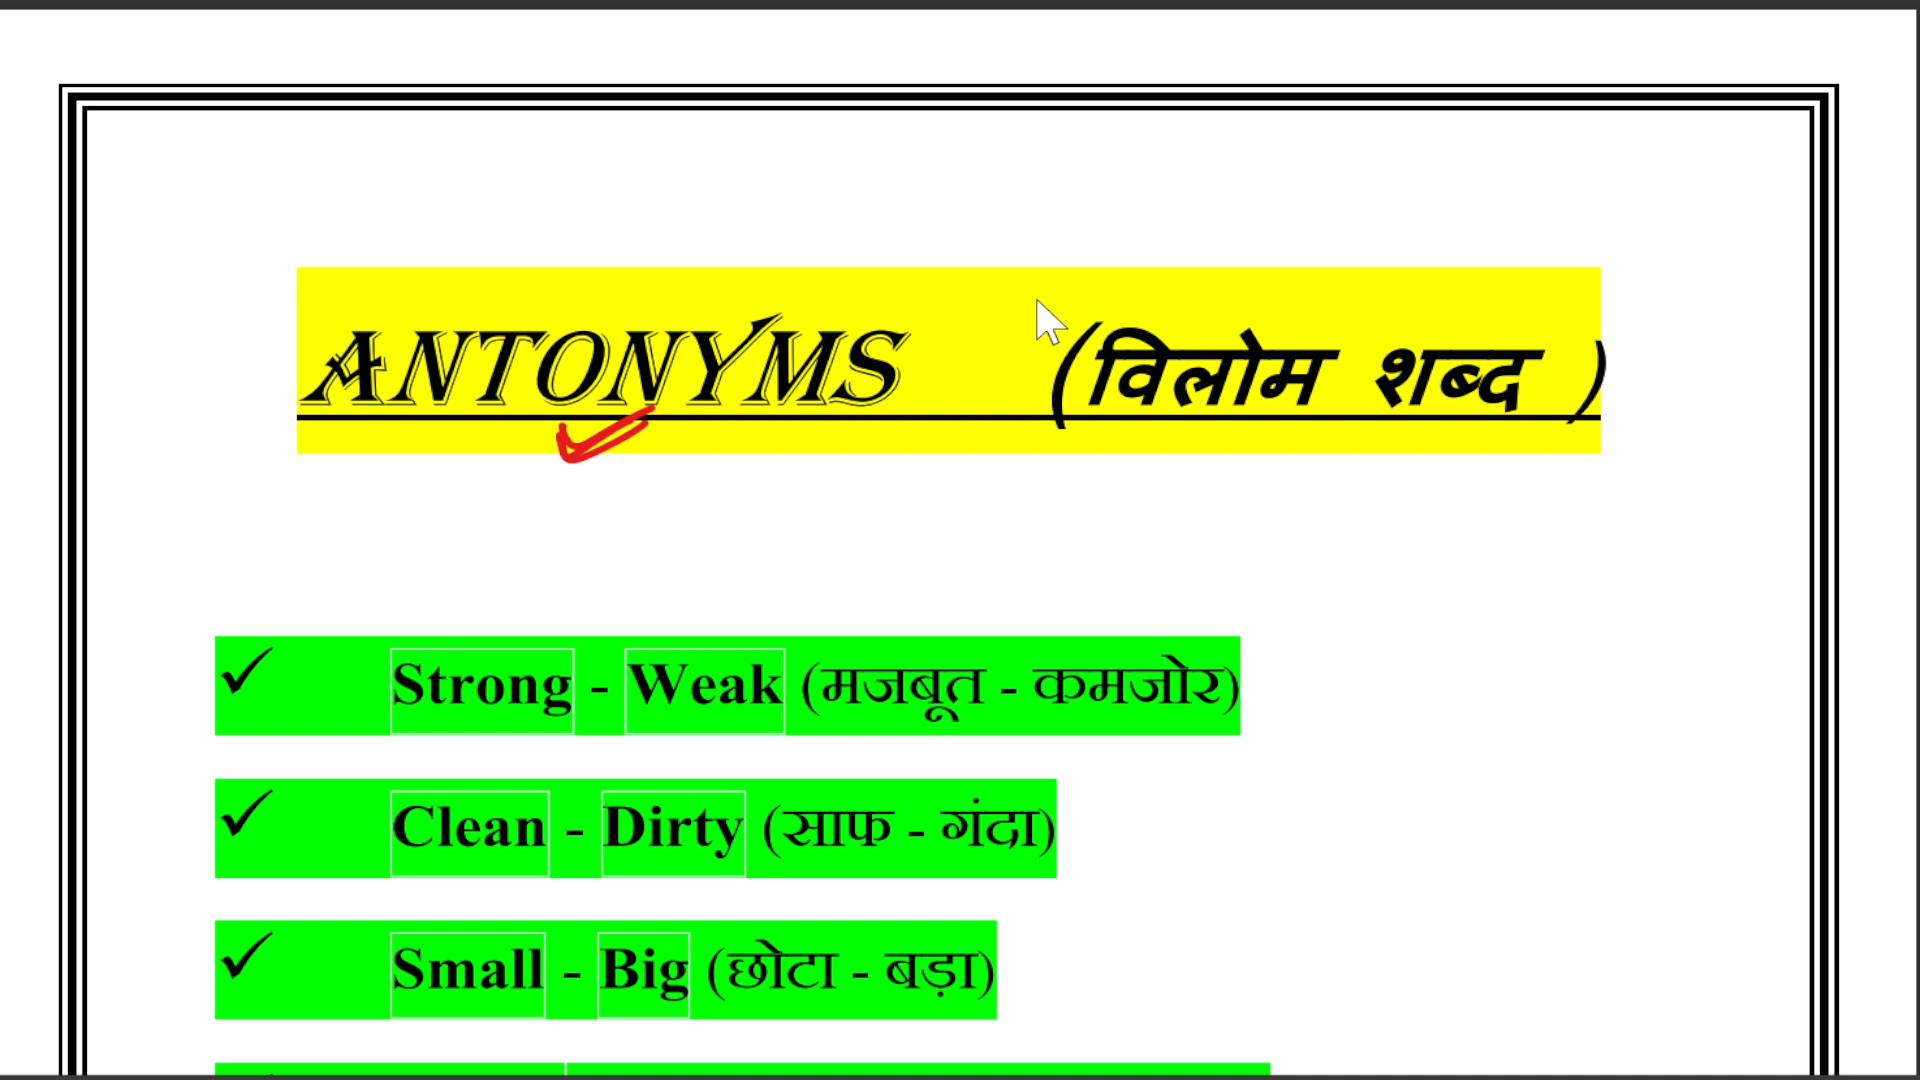 ANTONYMS (विलोम शब्द )
✓ Strong - Weak (मजबूत - कमजोर)
✓ Clean - Dirty (साफ - गंदा)
✓ Small - Big (छोटा - बड़ा)